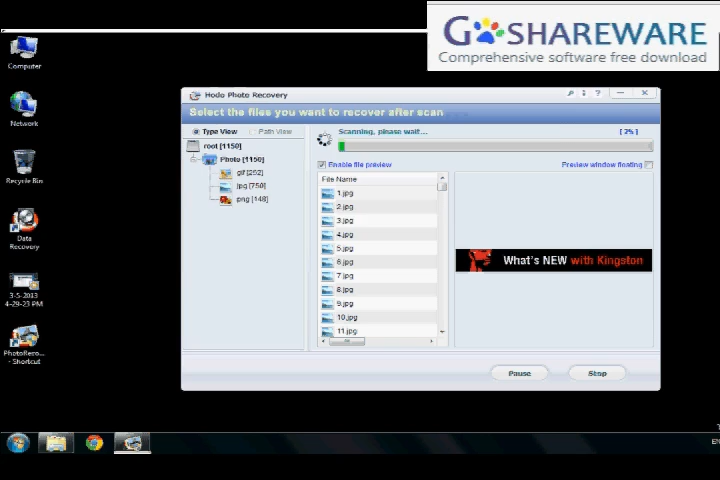 GOSHAREWARE
Comprehensive software free download
Computer
Network
Recycle Bin
Data
Recovery
3-5-2013
4-29-23 PM
PhotoReco...
- Shortcut
Hodo Photo Recovery
?
Select the files you want to recover after scan
Type View
Path View
root [1150]
Photo [1150]
gif [252]
jpg [750]
png [148]
Scanning, please wait...
[ 2% ]
Enable file preview
Preview window floating
File Name
1.jpg
2.jpg
3.jpg
4.jpg
5.jpg
6.jpg
7.jpg
8.jpg
9.jpg
10.jpg
11.jpg
What's NEW with Kingston
Pause
Stop